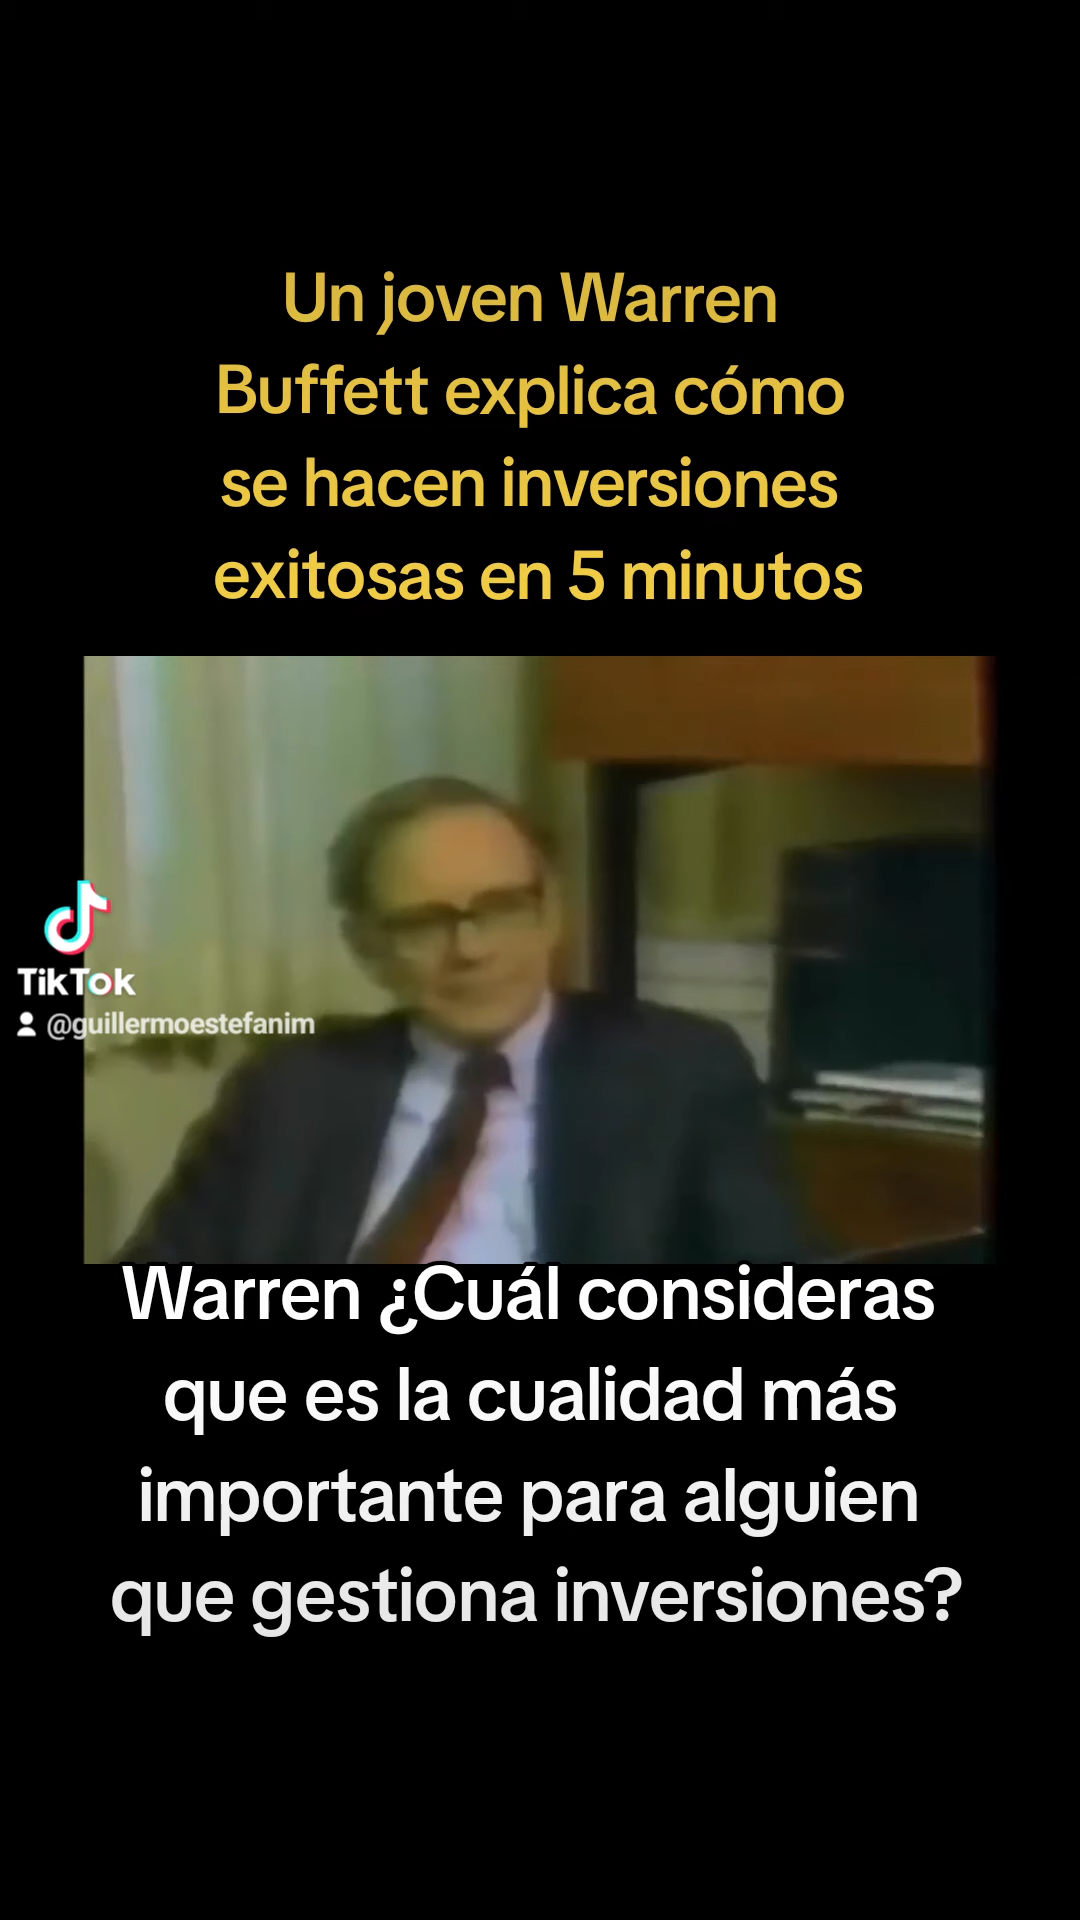 Un joven Warren
Buffett explica cómo
se hacen inversiones
exitosas en 5 minutos
TikTok
@guillermoestefanim
Warren ¿Cuál consideras
que es la cualidad más
importante para alguien
que gestiona inversiones?